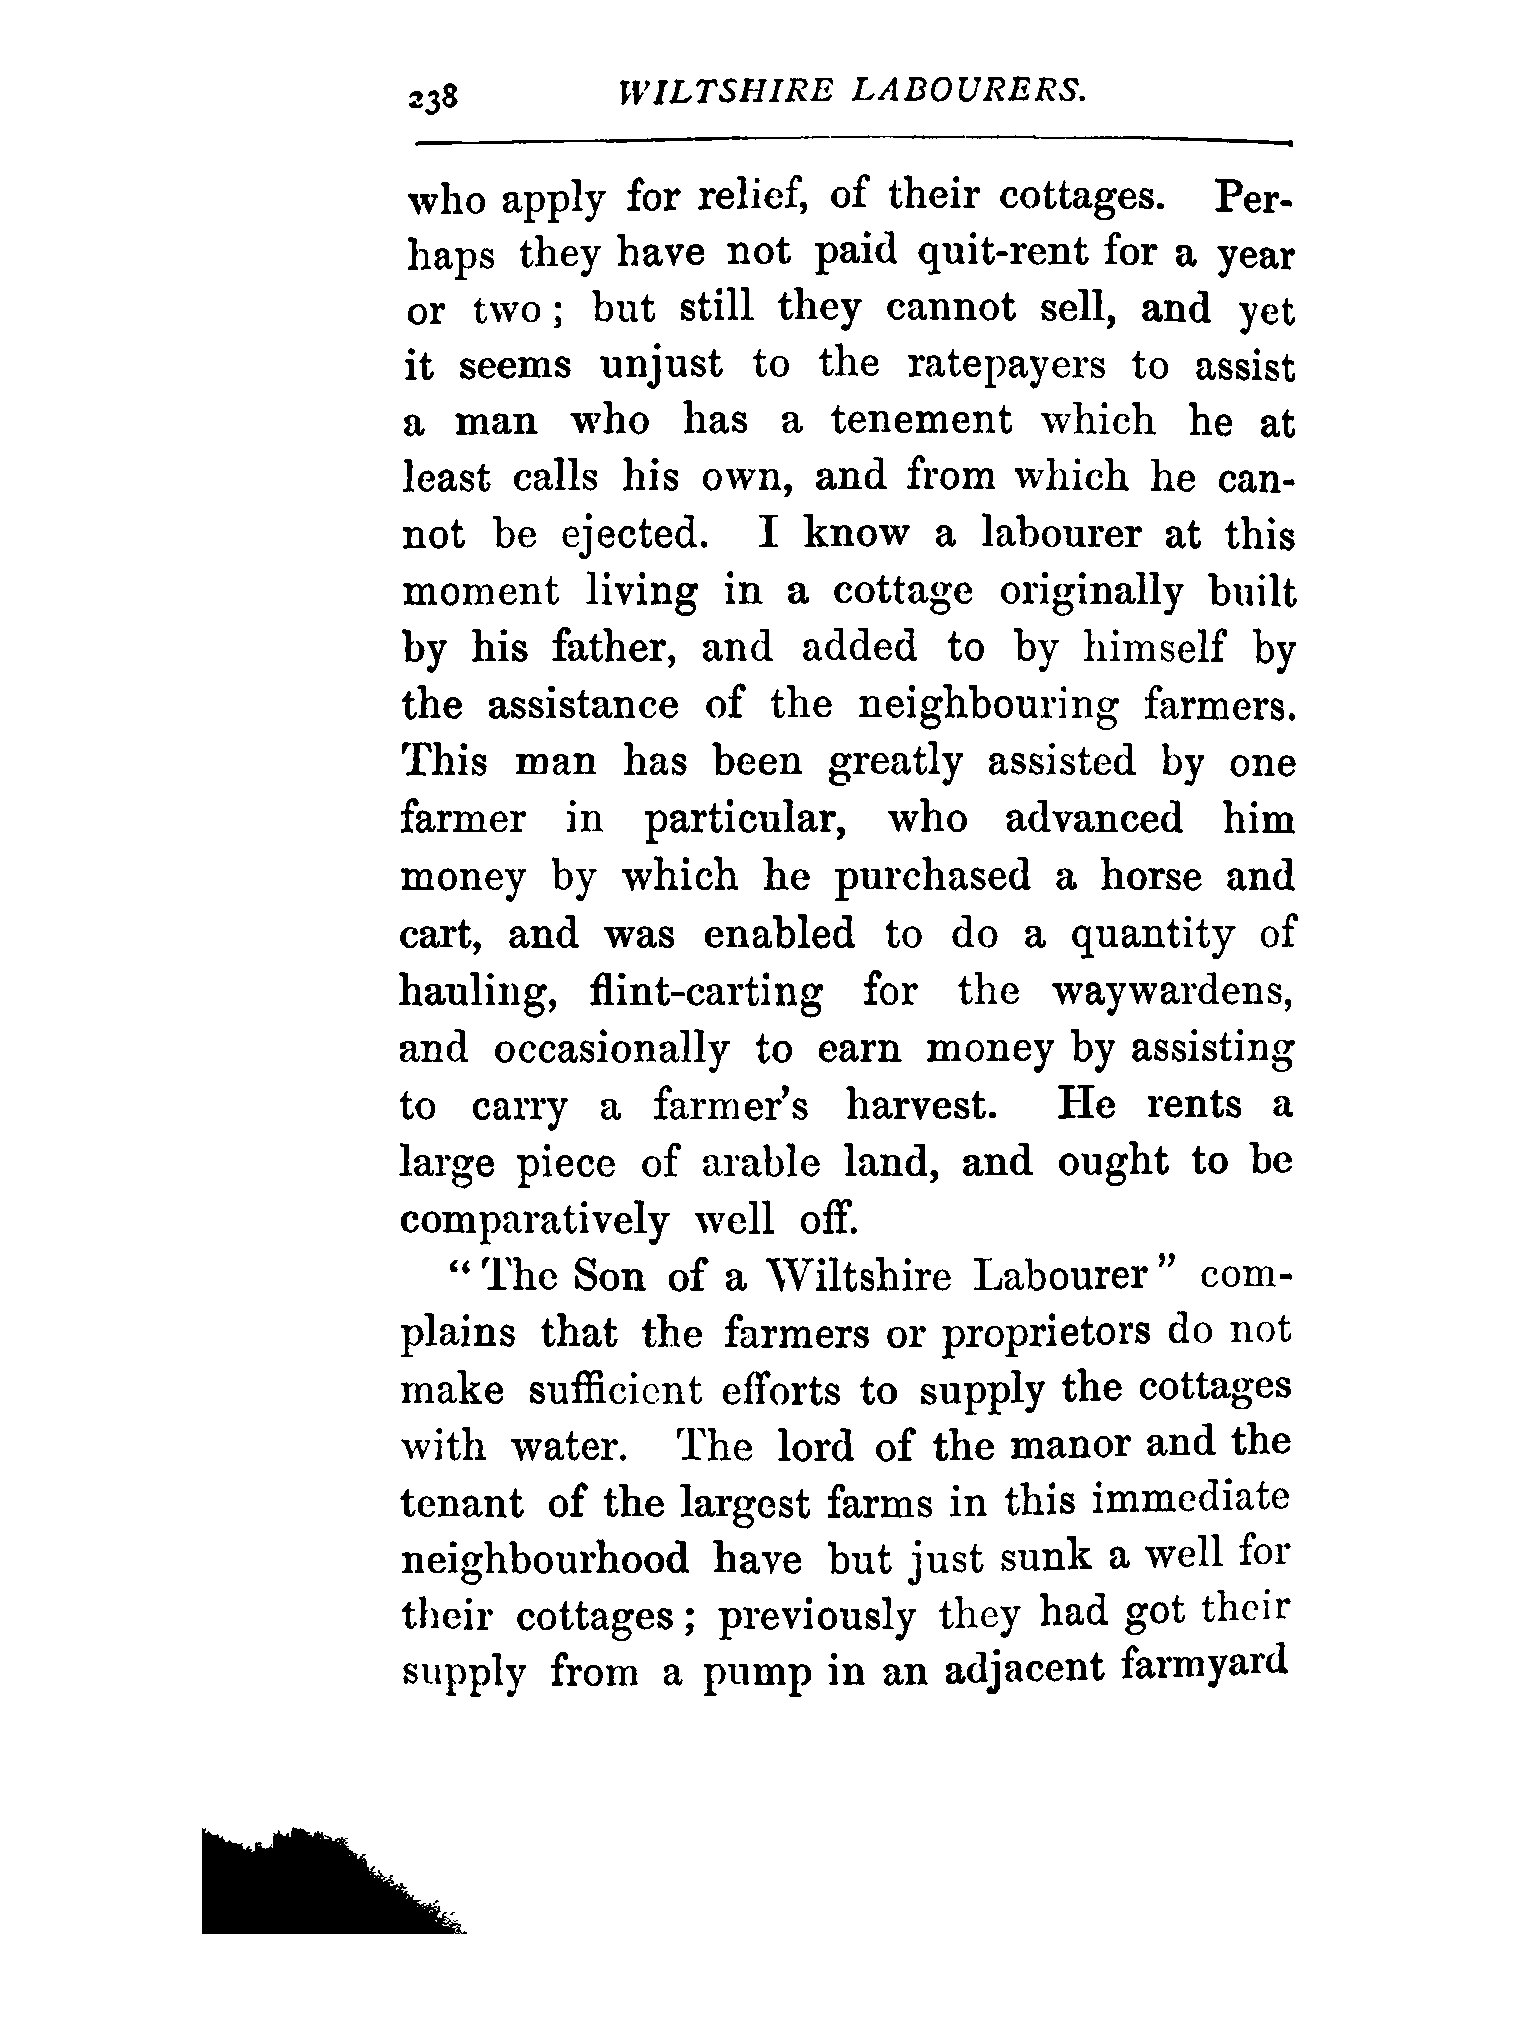 238 WILTSHIRE LABOURERS.
who apply for relief, of their cottages. Per-
haps they have not paid quit-rent for a year
or two; but still they cannot sell, and yet
it seems unjust to the ratepayers to assist
a man who has a tenement which he at
least calls his own, and from which he can-
not be ejected. I know a labourer at this
moment living in a cottage originally built
by his father, and added to by himself by
the assistance of the neighbouring farmers.
This man has been greatly assisted by one
farmer in particular, who advanced him
money by which he purchased a horse and
cart, and was enabled to do a quantity of
hauling, flint-carting for the waywardens,
and occasionally to earn money by assisting
to carry a farmer's harvest. He rents a
large piece of arable land, and ought to be
comparatively well off.
"The Son of a Wiltshire Labourer" com-
plains that the farmers or proprietors do not
make sufficient efforts to supply the cottages
with water. The lord of the manor and the
tenant of the largest farms in this immediate
neighbourhood have but just sunk a well for
their cottages; previously they had got their
supply from a pump in an adjacent farmyard